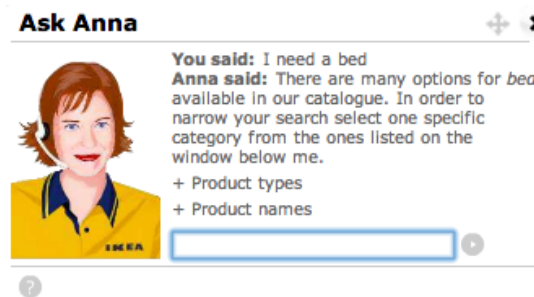 Ask Anna
You said: I need a bed
Anna said: There are many options for bed
available in our catalogue. In order to
narrow your search select one specific
category from the ones listed on the
window below me.
+ Product types
+ Product names
IKEA
?